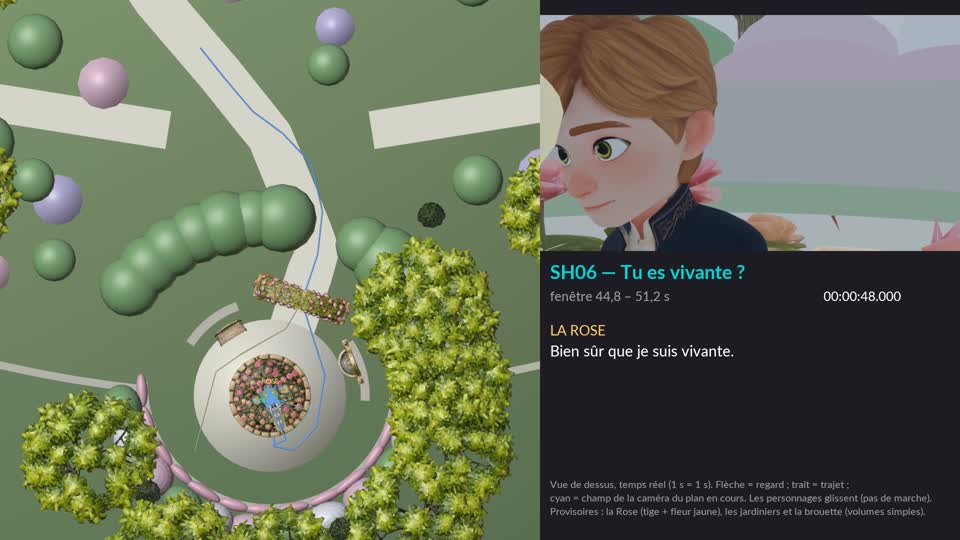 ROSE
SH06 — Tu es vivante ?
fenêtre 44,8 – 51,2 s
00:00:48.000
LA ROSE
Bien sûr que je suis vivante.
Vue de dessus, temps réel (1 s = 1 s). Flèche = regard ; trait = trajet ;
cyan = champ de la caméra du plan en cours. Les personnages glissent (pas de marche).
Provisoires : la Rose (tige + fleur jaune), les jardiniers et la brouette (volumes simples).